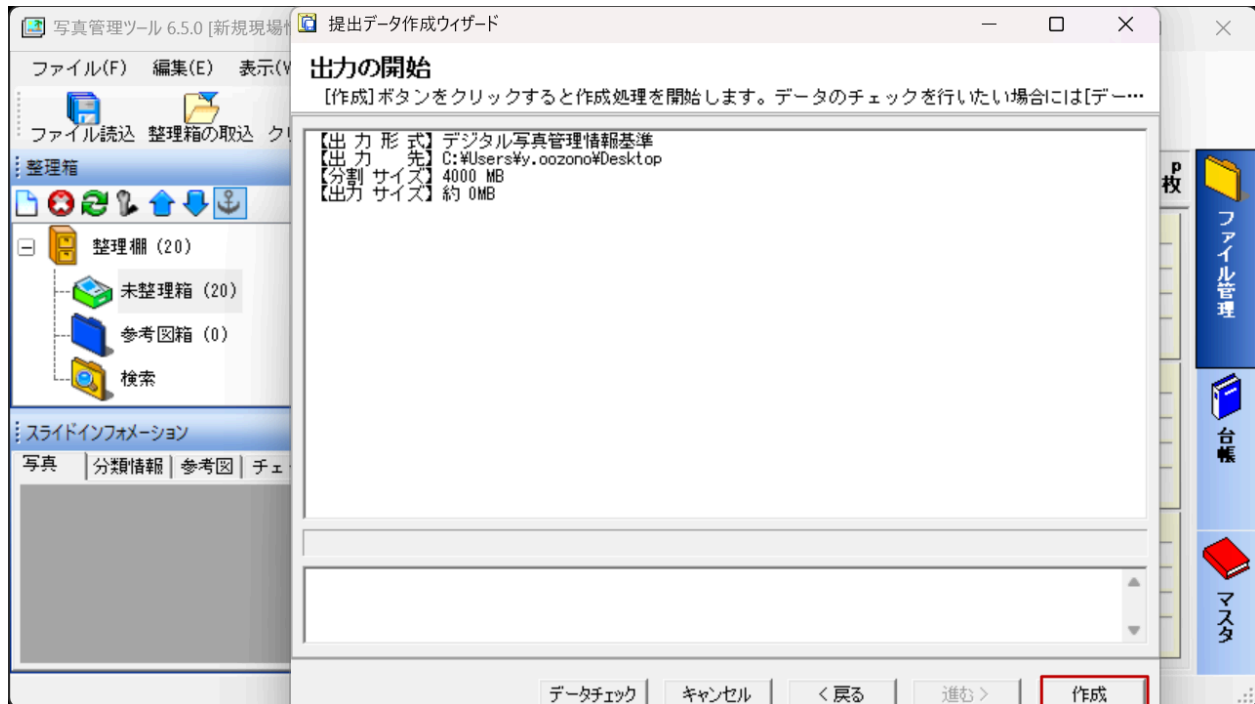 写真管理ツール 6.5.0 [新規現場
ファイル(F) 編集(E) 表示(V
ファイル読込 整理箱の取込 ク
整理箱
整理棚 (20)
未整理箱 (20)
参考図箱 (0)
検索
スライドインフォメーション
写真 分類情報 参考図 チェ
提出データ作成ウィザード
出力の開始
[作成]ボタンをクリックすると作成処理を開始します。データのチェックを行いたい場合には[デー…
【出 力 形 式】デジタル写真管理情報基準
【出 力 先】C:¥Users¥y.oozono¥Desktop
【分割 サイズ】4000 MB
【出力 サイズ】約 0MB
データチェック キャンセル < 戻る 進む > 作成
P
枚
ファイル管理
台帳
マスタ